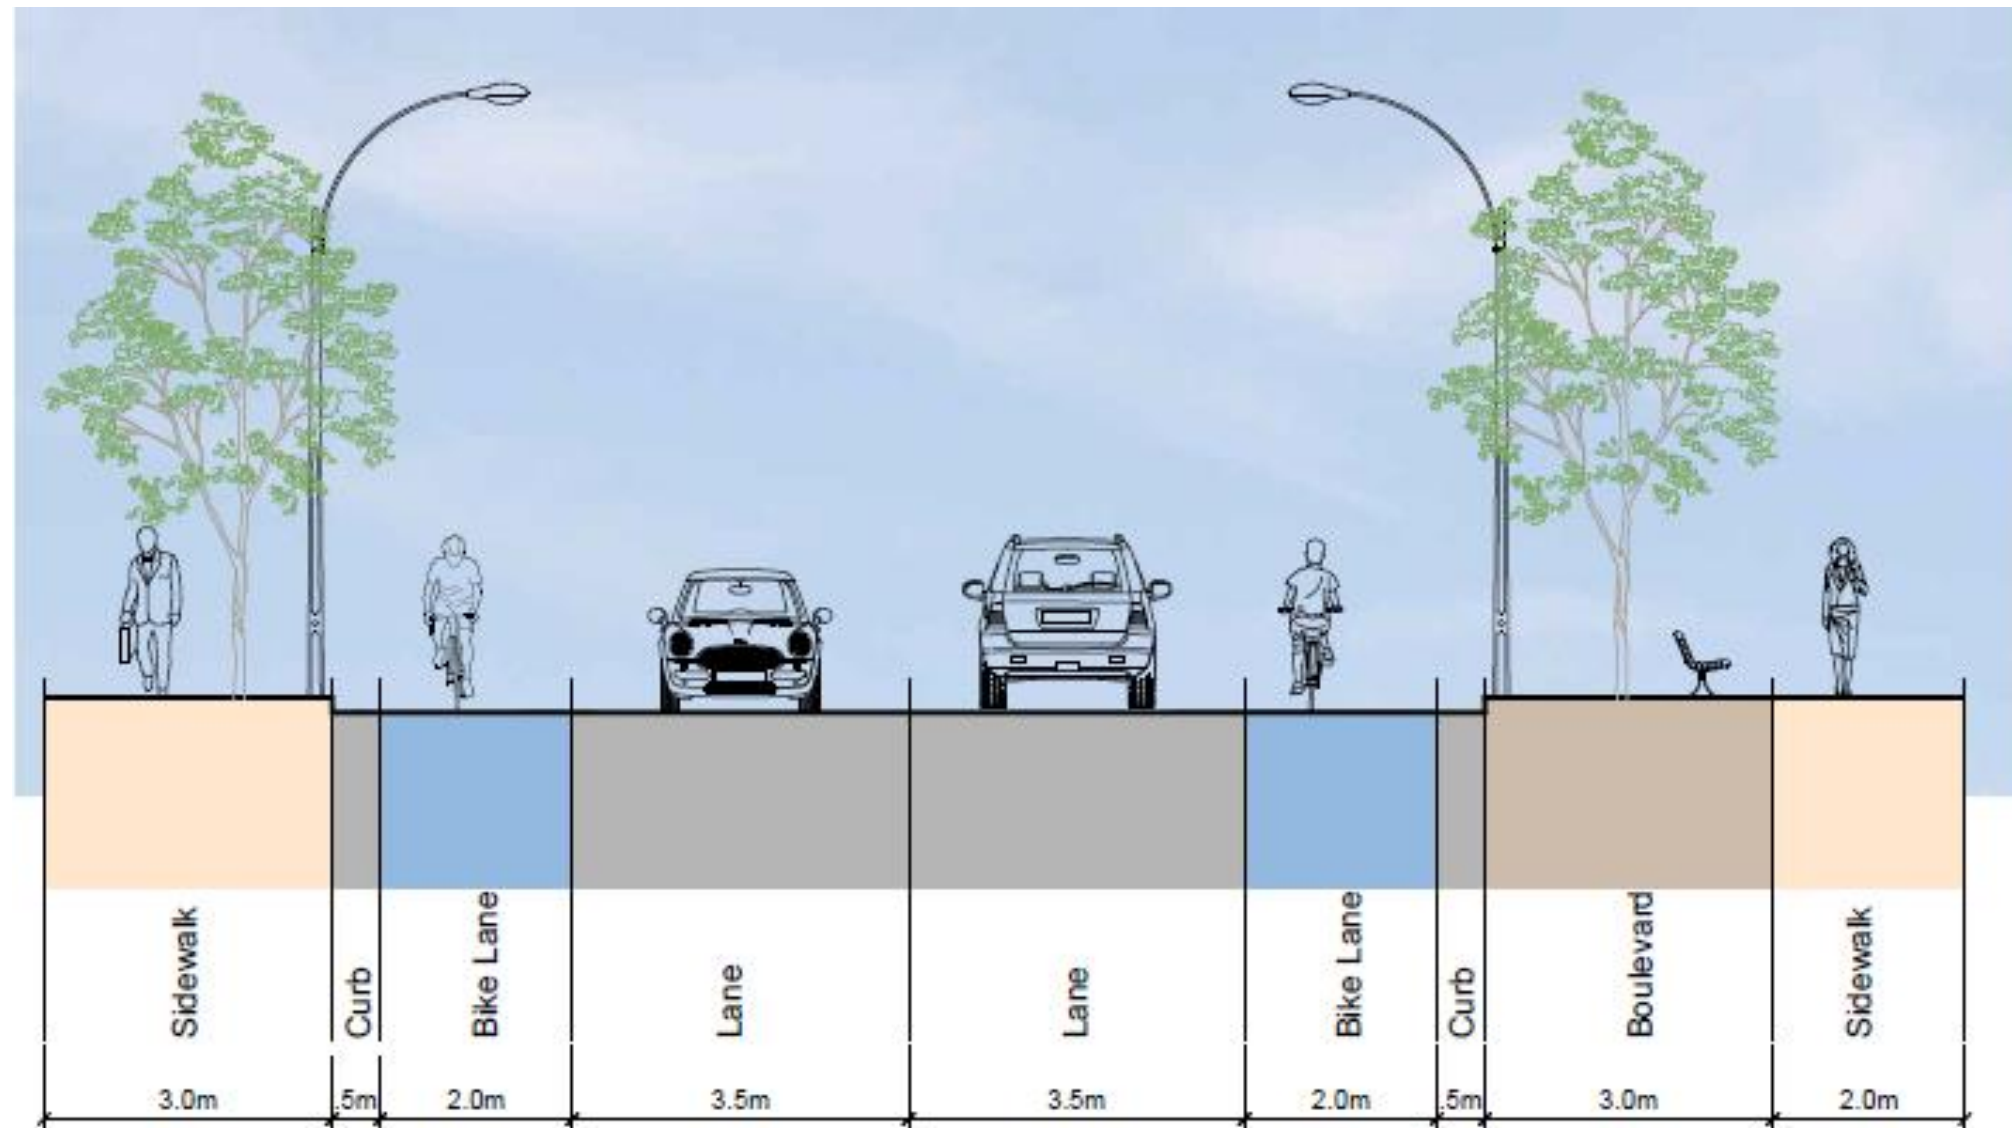 Sidewalk
Curb
Bike Lane
Lane
Lane
Bike Lane
Curb
Boulevard
Sidewalk
3.0m
.5m
2.0m
3.5m
3.5m
2.0m
.5m
3.0m
2.0m